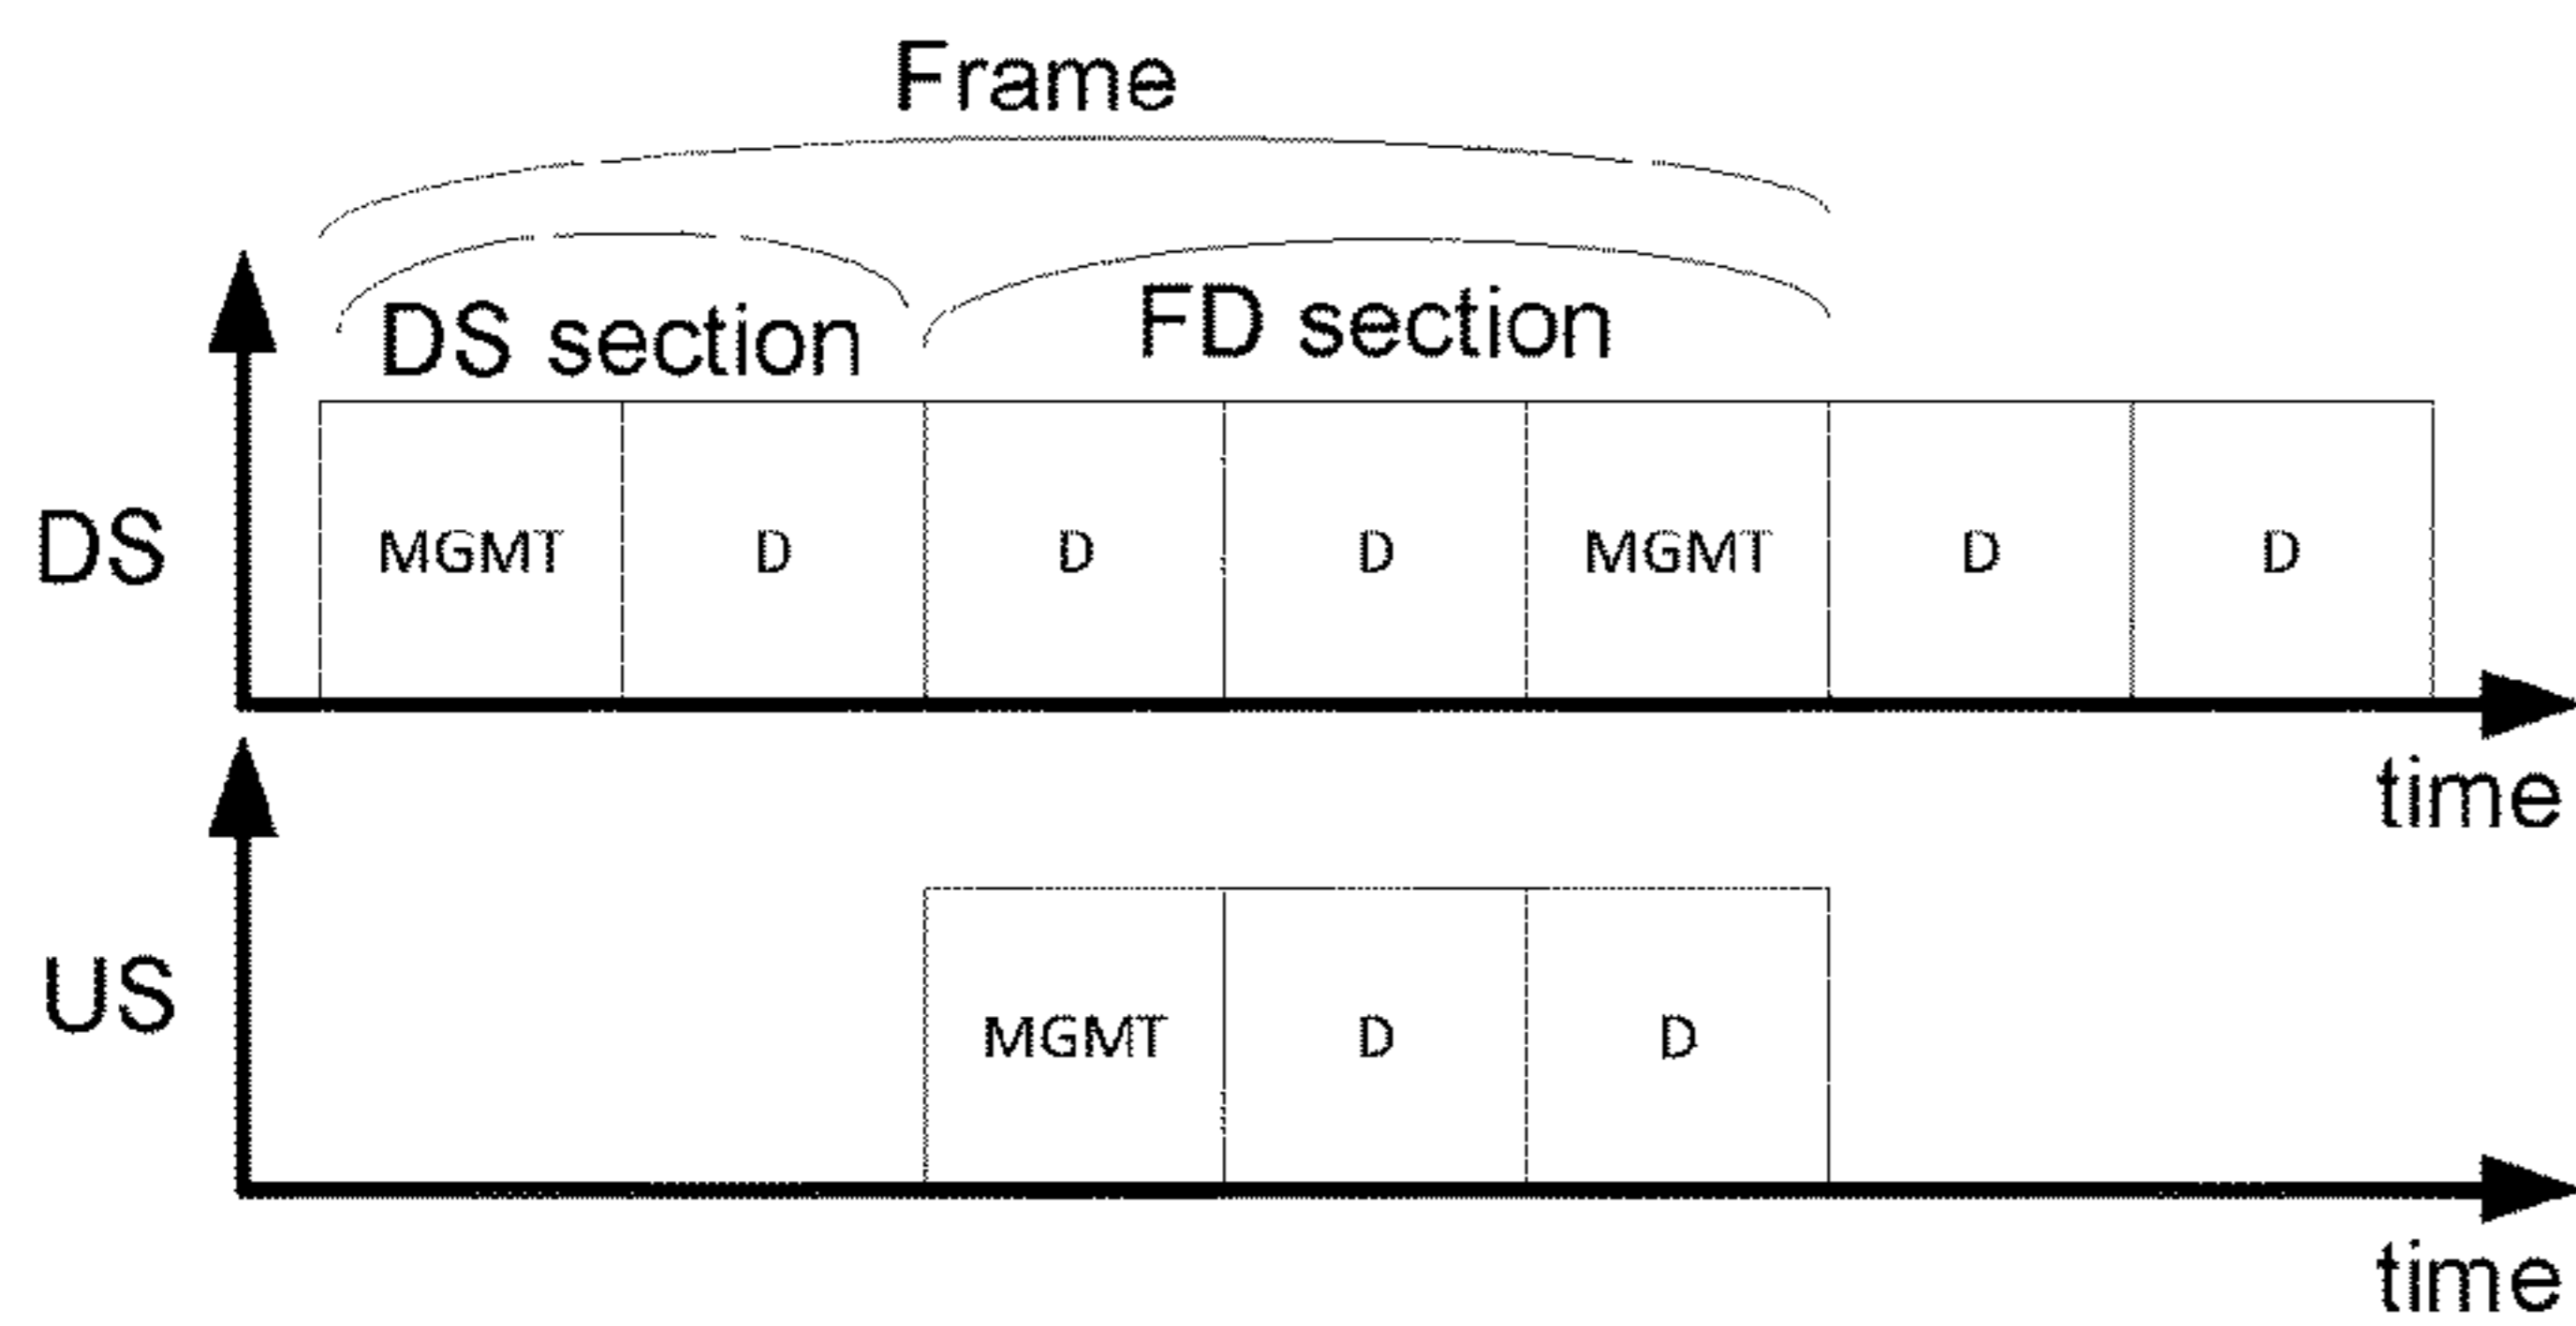 Frame
DS section FD section
DS MGMT D D D MGMT D D
time
US MGMT D D
time